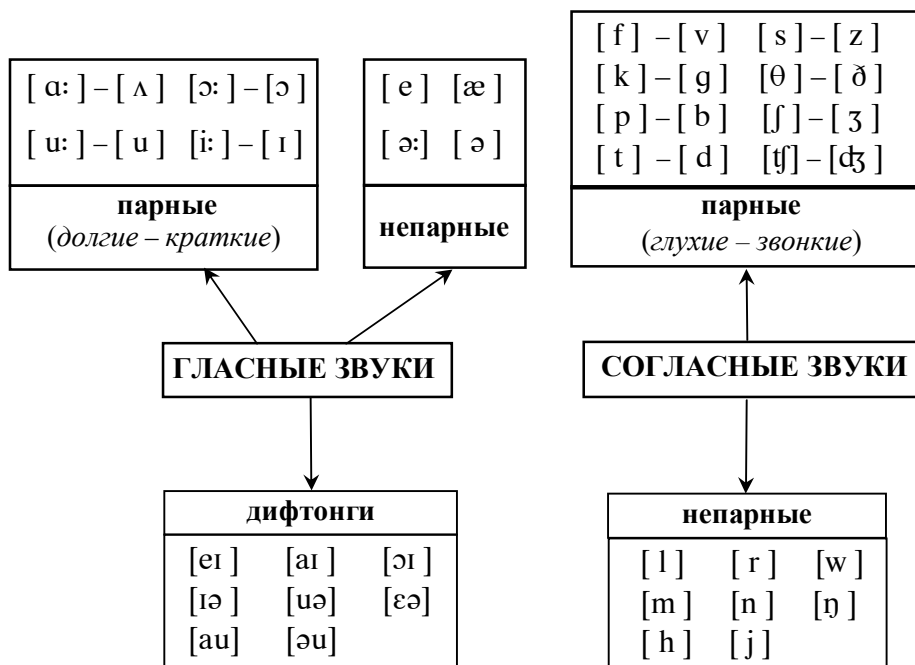 [ ɑ: ] – [ ʌ ] [ɔ: ] – [ɔ ]
[ u: ] – [ u ] [i: ] – [ ɪ ]
парные
(долгие – краткие)
[ e ] [æ ]
[ ə: ] [ ə ]
непарные
[ f ] – [ v ] [ s ] – [ z ]
[ k ] – [ g ] [θ ] – [ ð ]
[ p ] – [ b ] [ʃ ] – [ ʒ ]
[ t ] – [ d ] [ʧ] – [ʤ ]
парные
(глухие – звонкие)
ГЛАСНЫЕ ЗВУКИ
СОГЛАСНЫЕ ЗВУКИ
дифтонги
[eɪ ] [aɪ ] [ɔɪ ]
[ɪə ] [uə] [ɛə]
[au] [əu]
непарные
[ l ] [ r ] [w]
[m] [n] [ŋ ]
[ h ] [ j ]